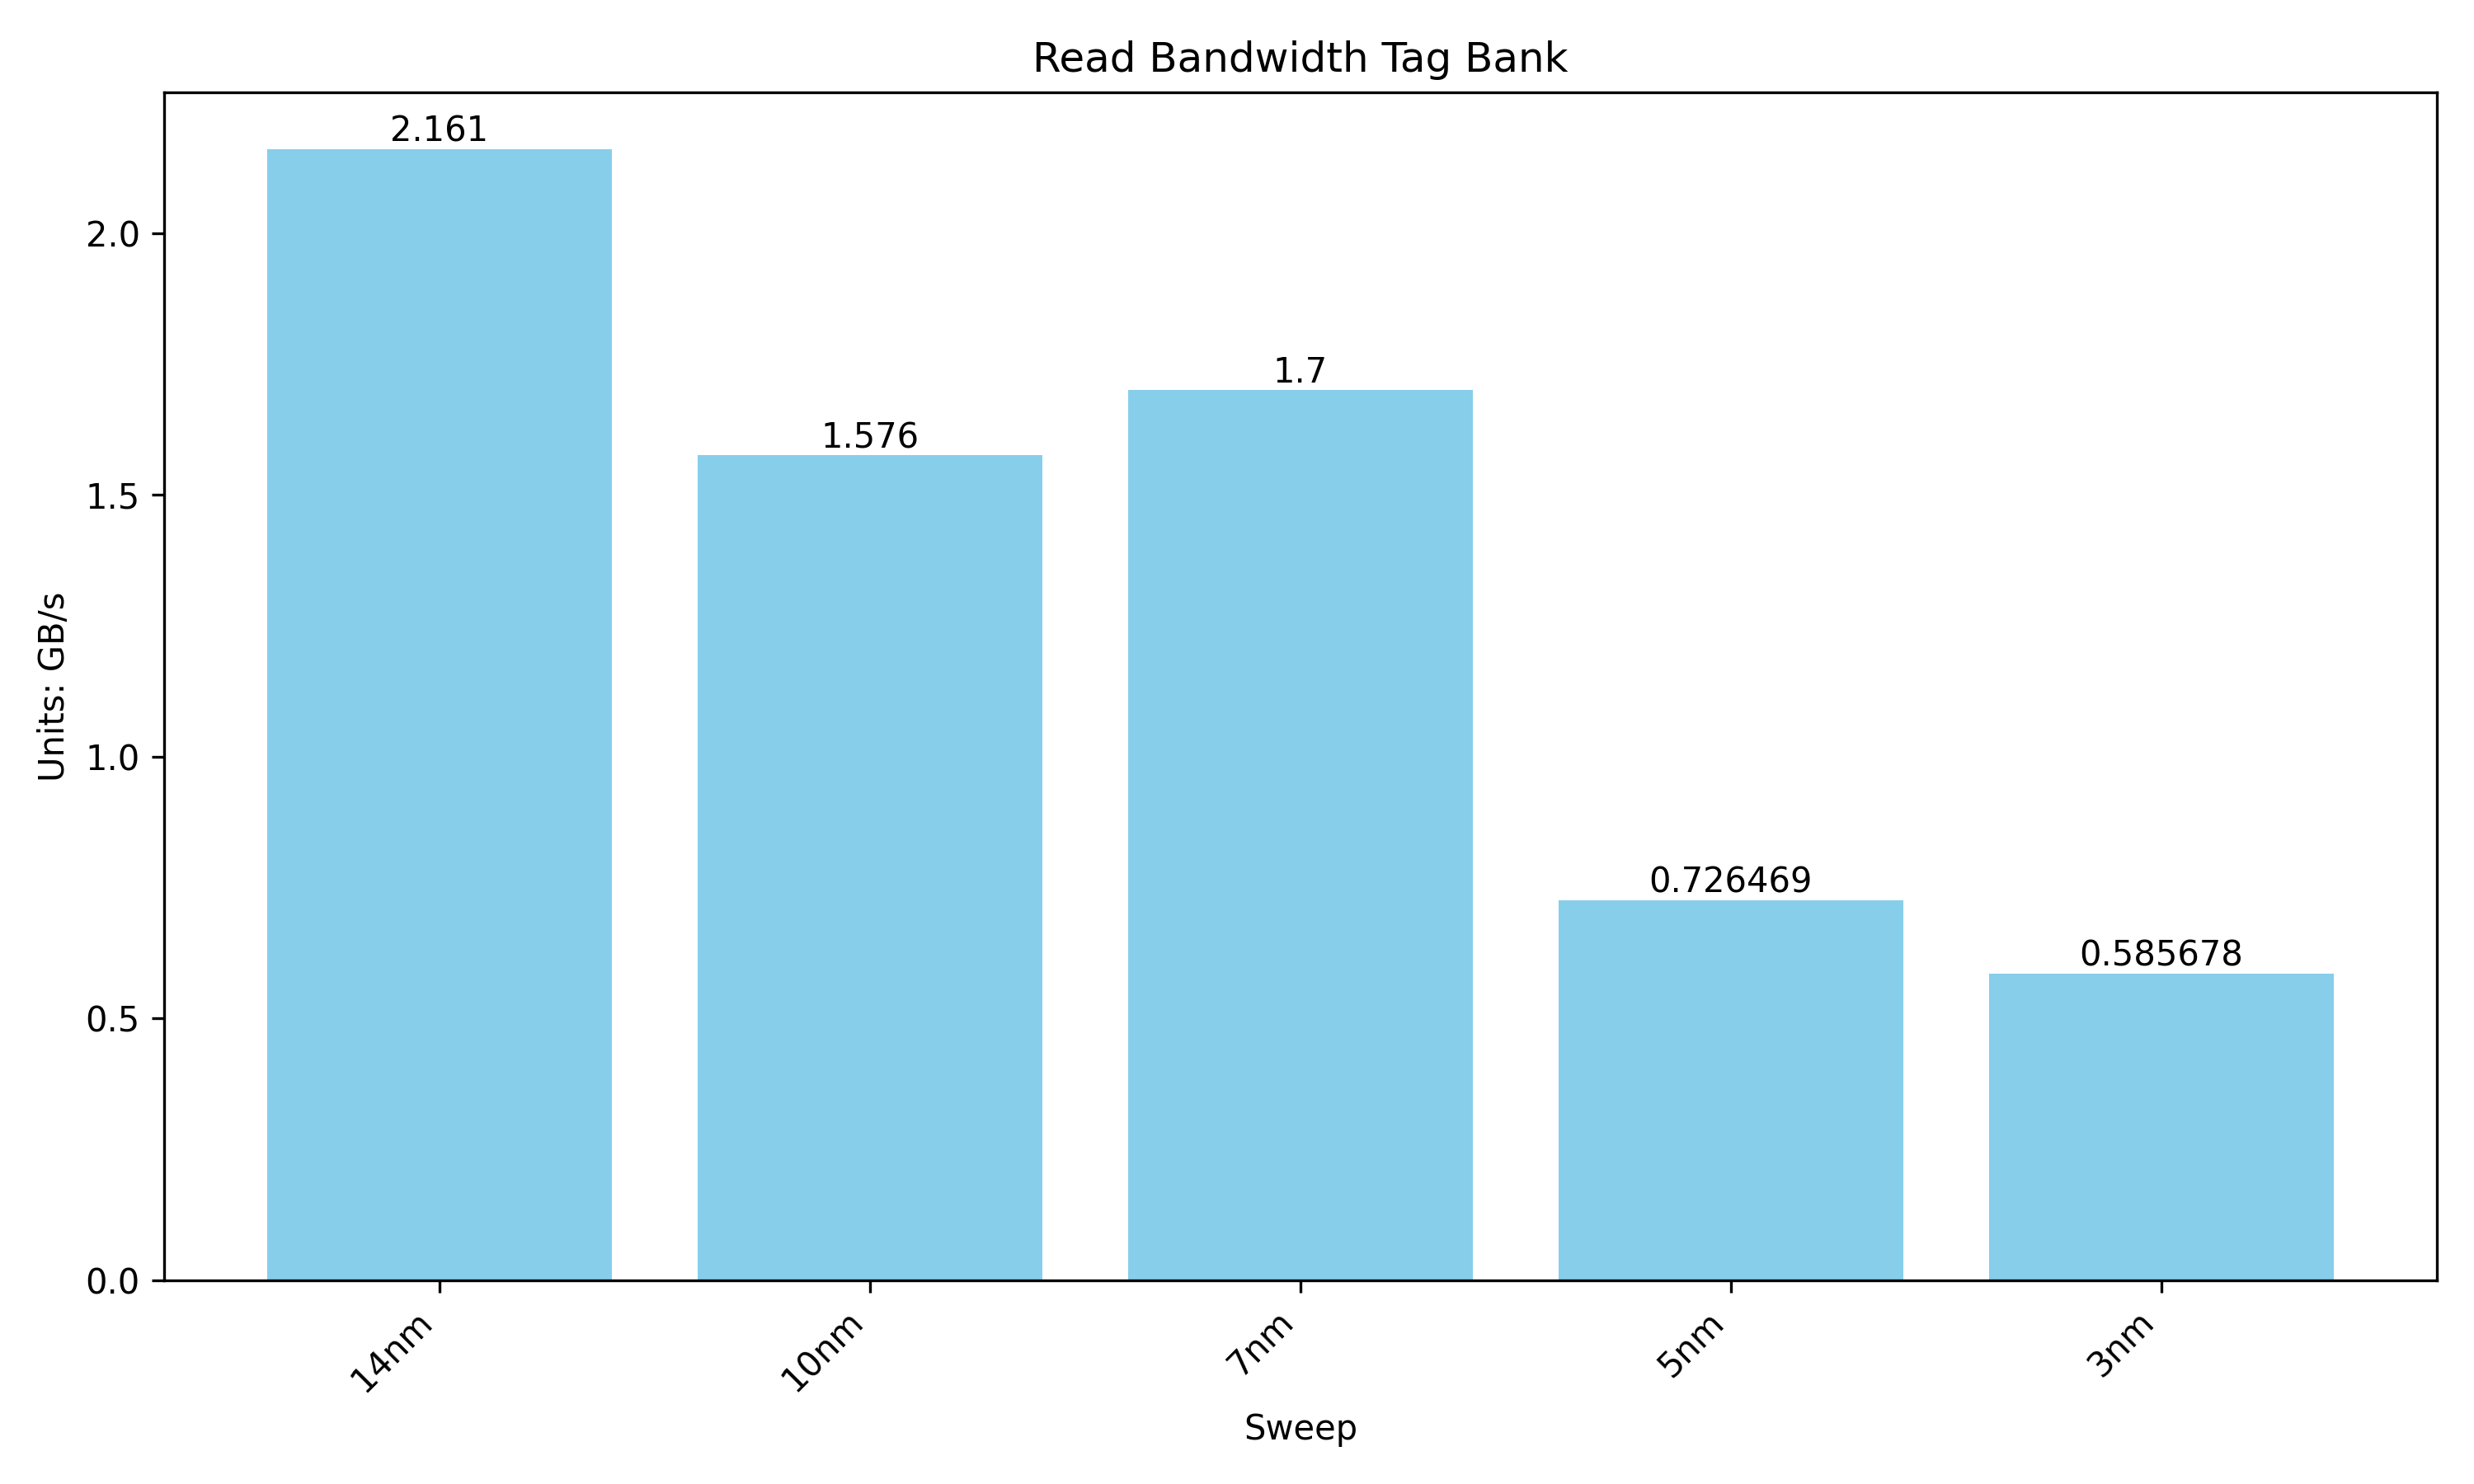 Read Bandwidth Tag Bank
Units: GB/s
2.0
1.5
1.0
0.5
0.0
2.161
1.576
1.7
0.726469
0.585678
14nm
10nm
7nm
5nm
3nm
Sweep